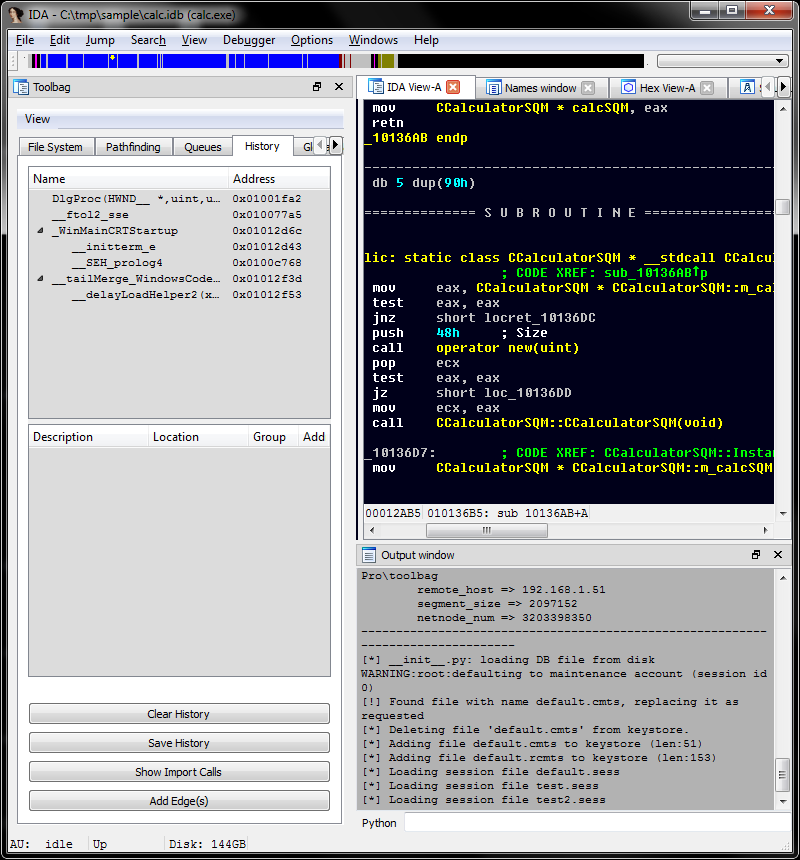 IDA - C:\tmp\sample\calc.idb (calc.exe)
File Edit Jump Search View Debugger Options Windows Help
Toolbag
View
File System Pathfinding Queues History
Name Address
DlgProc(HWND__ *,uint,u... 0x01001fa2
__ftol2_sse 0x010077a5
_WinMainCRTStartup 0x01012d6c
__initterm_e 0x01012d43
__SEH_prolog4 0x0100c768
__tailMerge_WindowsCode... 0x01012f3d
__delayLoadHelper2(x... 0x01012f53
Description Location Group Add
Clear History
Save History
Show Import Calls
Add Edge(s)
IDA View-A Names window Hex View-A
mov CCalculatorSQM * calcSQM, eax
retn
_10136AB endp
db 5 dup(90h)
============== S U B R O U T I N E ================
lic: static class CCalculatorSQM * __stdcall CCalcul
; CODE XREF: sub_10136AB↑p
mov eax, CCalculatorSQM * CCalculatorSQM::m_cal
test eax, eax
jnz short locret_10136DC
push 48h ; Size
call operator new(uint)
pop ecx
test eax, eax
jz short loc_10136DD
mov ecx, eax
call CCalculatorSQM::CCalculatorSQM(void)
_10136D7: ; CODE XREF: CCalculatorSQM::Instan
mov CCalculatorSQM * CCalculatorSQM::m_calcSQM
00012AB5 010136B5: sub 10136AB+A
Output window
Pro\toolbag
remote_host => 192.168.1.51
segment_size => 2097152
netnode_num => 3203398350
--------------------------------------------------------------
-----------------------
[*] __init__.py: loading DB file from disk
WARNING:root:defaulting to maintenance account (session id
0)
[!] Found file with name default.cmts, replacing it as
requested
[*] Deleting file 'default.cmts' from keystore.
[*] Adding file default.cmts to keystore (len:51)
[*] Adding file default.rcmts to keystore (len:153)
[*] Loading session file default.sess
[*] Loading session file test.sess
[*] Loading session file test2.sess
Python
AU: idle Up Disk: 144GB